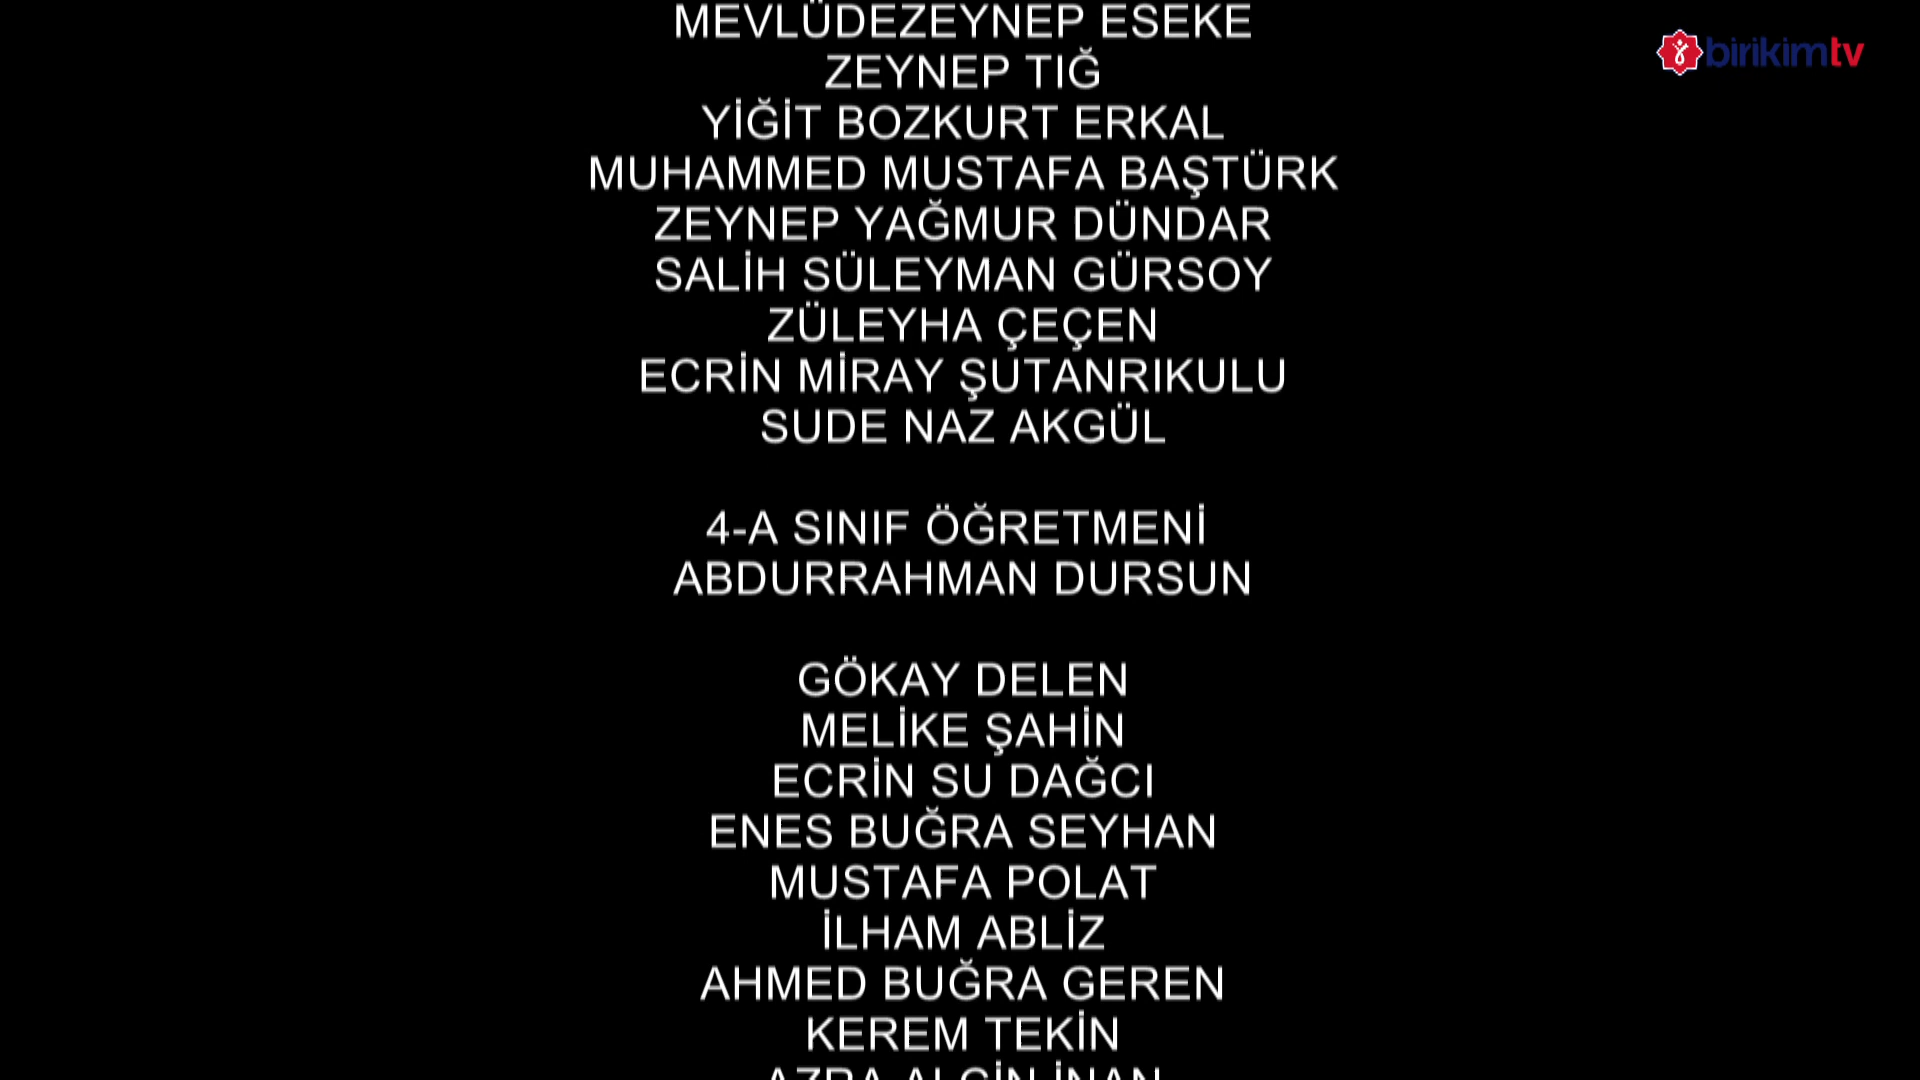 MEVLÜDEZEYNEP ESEKE
birikimtv
ZEYNEP TIĞ
YİĞİT BOZKURT ERKAL
MUHAMMED MUSTAFA BAŞTÜRK
ZEYNEP YAĞMUR DÜNDAR
SALİH SÜLEYMAN GÜRSOY
ZÜLEYHA ÇEÇEN
ECRİN MİRAY ŞUTANRIKULU
SUDE NAZ AKGÜL
4-A SINIF ÖĞRETMENİ
ABDURRAHMAN DURSUN
GÖKAY DELEN
MELİKE ŞAHİN
ECRİN SU DAĞCI
ENES BUĞRA SEYHAN
MUSTAFA POLAT
İLHAM ABLİZ
AHMED BUĞRA GEREN
KEREM TEKİN
AZRA